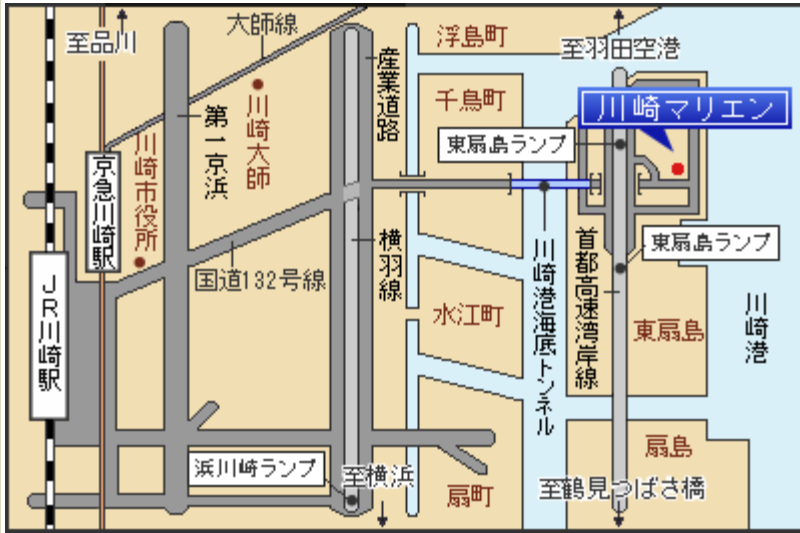 至品川
大師線
浮島町
至羽田空港
産業道路
千鳥町
川崎マリエン
第一京浜
川崎大師
東扇島ランプ
京急川崎駅
川崎市役所
国道132号線
横羽線
川崎港海底トンネル
首都高速湾岸線
東扇島ランプ
JR川崎駅
水江町
東扇島
川崎港
浜川崎ランプ
至横浜
扇町
扇島
至鶴見つばさ橋